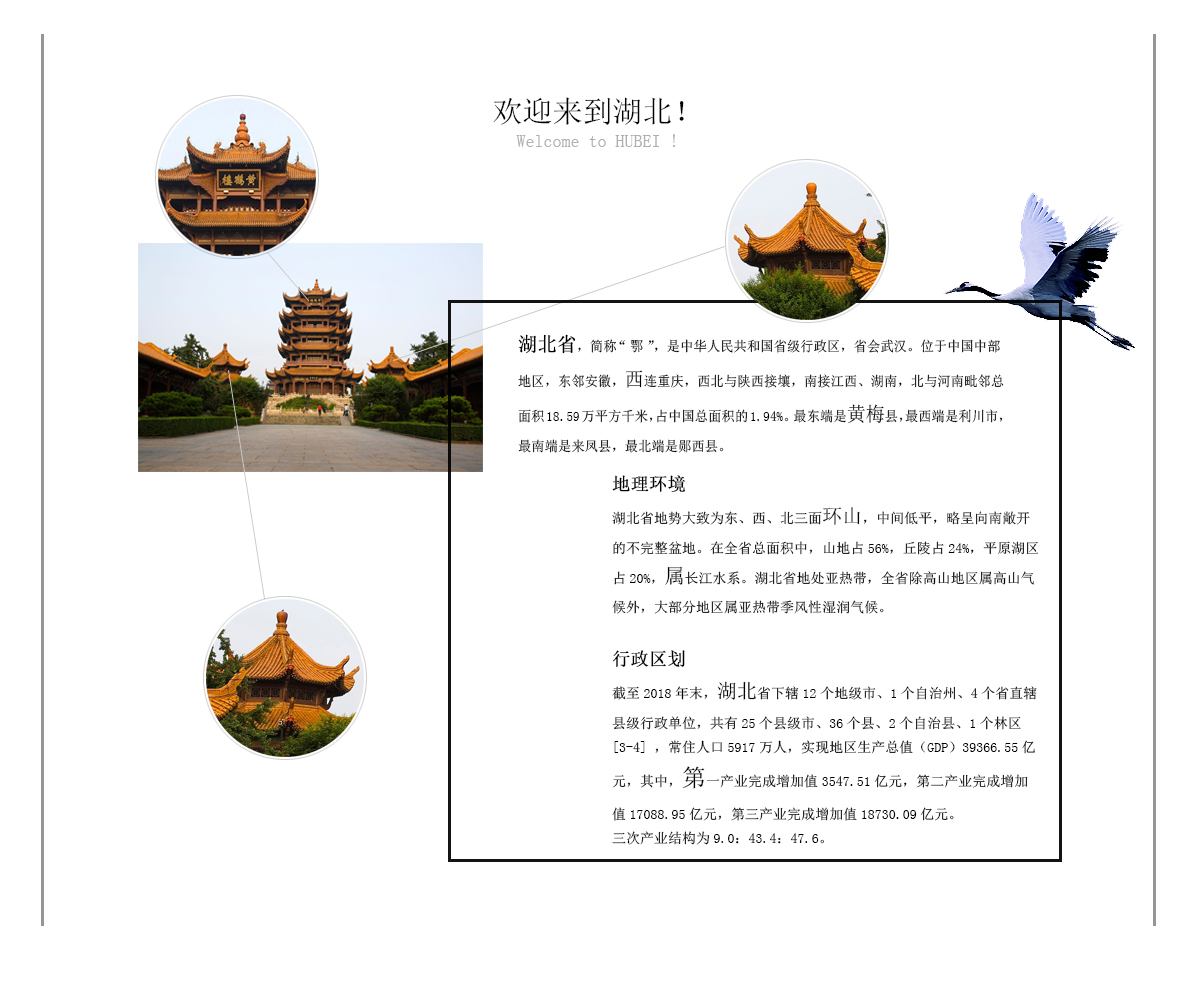 欢迎来到湖北！
Welcome to HUBEI !
黄鹤楼
湖北省，简称“ 鄂 ”，是中华人民共和国省级行政区，省会武汉。位于中国中部
地区，东邻安徽，西连重庆，西北与陕西接壤，南接江西、湖南，北与河南毗邻总
面积18.59万平方千米，占中国总面积的1.94%。最东端是黄梅县，最西端是利川市，
最南端是来凤县，最北端是郧西县。
地理环境
湖北省地势大致为东、西、北三面环山，中间低平，略呈向南敞开
的不完整盆地。在全省总面积中，山地占56%，丘陵占24%，平原湖区
占20%，属长江水系。湖北省地处亚热带，全省除高山地区属高山气
候外，大部分地区属亚热带季风性湿润气候。
行政区划
截至2018年末，湖北省下辖12个地级市、1个自治州、4个省直辖
县级行政单位，共有25个县级市、36个县、2个自治县、1个林区
[3-4] ，常住人口5917万人，实现地区生产总值（GDP）39366.55亿
元，其中，第一产业完成增加值3547.51亿元，第二产业完成增加
值17088.95亿元，第三产业完成增加值18730.09亿元。
三次产业结构为9.0：43.4：47.6。